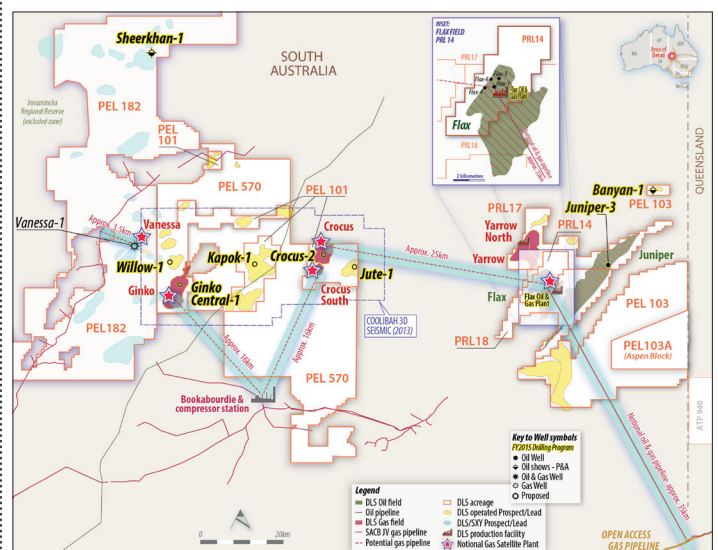 Sheerkhan-1
SOUTH
AUSTRALIA
Innamincka
Regional Reserve
(excluded zone)
PEL 182
PEL
101
PEL 570
PEL 101
Vanessa-1
Approx. 3.5km
Vanessa
Willow-1
Kapok-1
Crocus
Crocus-2
Jute-1
Ginko
Ginko
Central-1
Crocus
South
PEL182
Approx. 16km
Approx. 16km
Approx. 25km
COOLIBAH 3D
SEISMIC (2013)
PEL 570
Bookabourdie &
compressor station
INSET:
FLAX FIELD
PRL 14
PRL14
PRL17
Flax Oil &
Gas Plant
Flax
PRL18
2 kilometres
Area of
Detail
QUEENSLAND
Banyan-1
PEL 103
Juniper-3
PRL17
Yarrow
North
PRL14
Yarrow
Juniper
Flax
Flax Oil &
Gas Plant
PRL18
PEL 103
PEL103A
(Aspen Block)
ATP 940
Notional oil & gas pipeline approx. 35km
OPEN ACCESS
GAS PIPELINE
Key to Well symbols
FY2015 Drilling Program
Oil Well
Oil shows - P&A
Oil & Gas Well
Gas Well
Proposed
Legend
DLS Oil field
Oil pipeline
DLS Gas field
SACB JV gas pipeline
Potential gas pipeline
DLS acreage
DLS operated Prospect/Lead
DLS/SXY Prospect/Lead
DLS production facility
Notional Gas Satellite Plant
0
20km